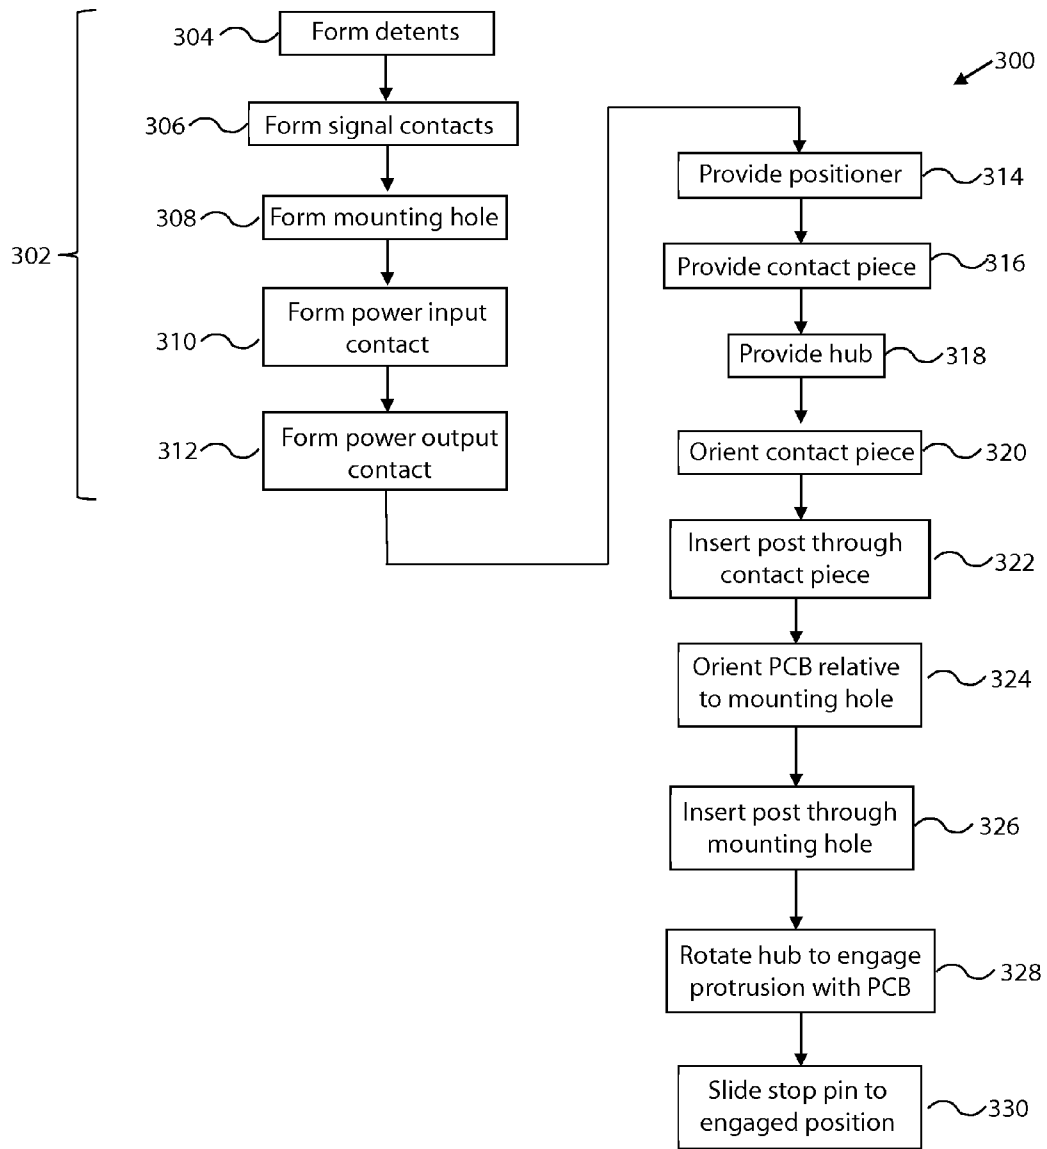 302
304
Form detents
306
Form signal contacts
308
Form mounting hole
310
Form power input
contact
312
Form power output
contact
300
Provide positioner
314
Provide contact piece
316
Provide hub
318
Orient contact piece
320
Insert post through
contact piece
322
Orient PCB relative
to mounting hole
324
Insert post through
mounting hole
326
Rotate hub to engage
protrusion with PCB
328
Slide stop pin to
engaged position
330